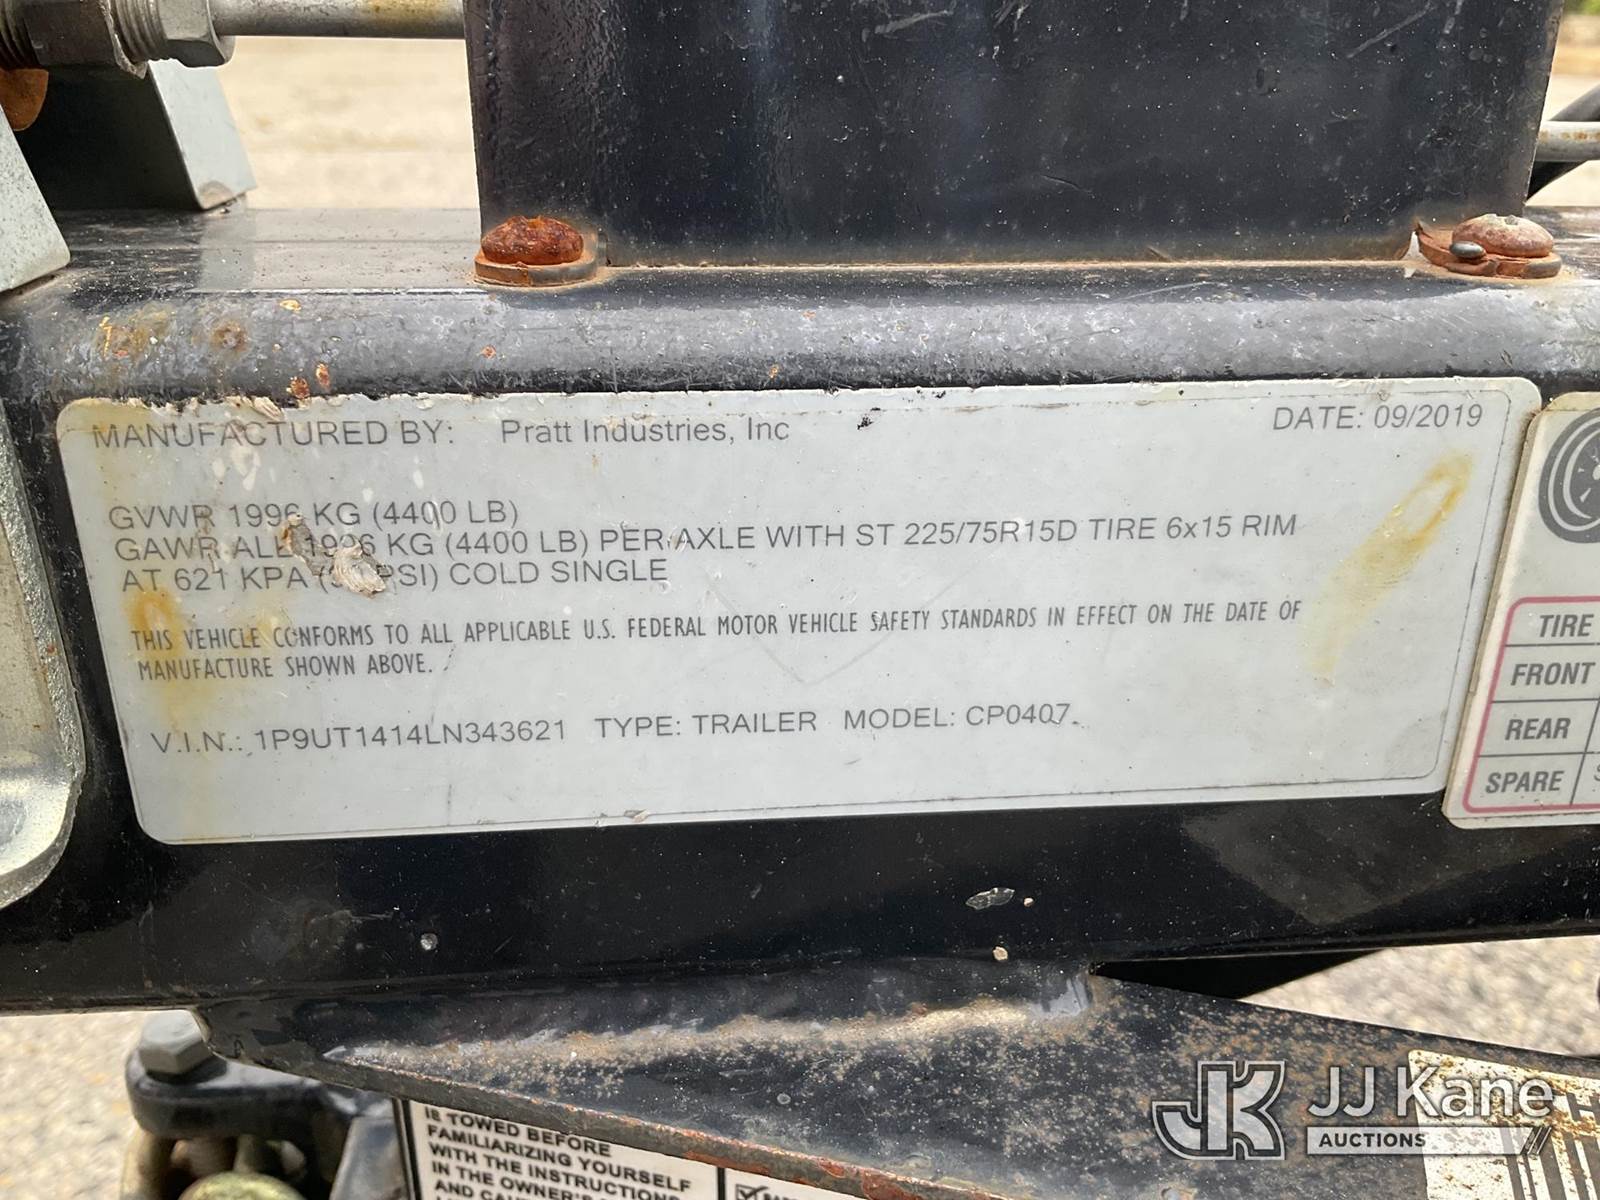 MANUFACTURED BY: Pratt Industries, Inc DATE: 09/2019
GVWR 1996 KG (4400 LB)
GAWR ALL 1996 KG (4400 LB) PER AXLE WITH ST 225/75R15D TIRE 6x15 RIM
AT 621 KPA PSI) COLD SINGLE
THIS VEHICLE CONFORMS TO ALL APPLICABLE U.S. FEDERAL MOTOR VEHICLE SAFETY STANDARDS IN EFFECT ON THE DATE OF
MANUFACTURE SHOWN ABOVE.
V.I.N.: 1P9UT1414LN343621 TYPE: TRAILER MODEL: CP0407
TIRE
FRONT
REAR
SPARE
IS TOWED BEFORE
FAMILIARIZING YOURSELF
WITH THE INSTRUCTIONS
IN THE OWNER'S
JJ Kane
AUCTIONS